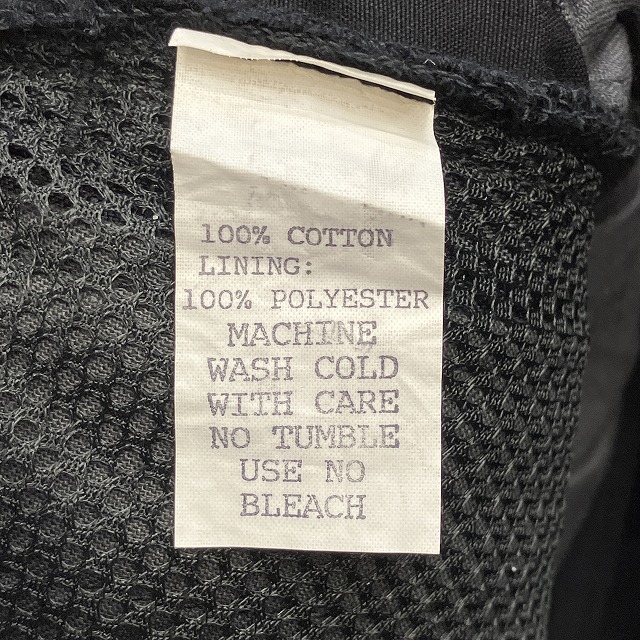 100% COTTON
LINING:
100% POLYESTER
MACHINE
WASH COLD
WITH CARE
NO TUMBLE
USE NO
BLEACH